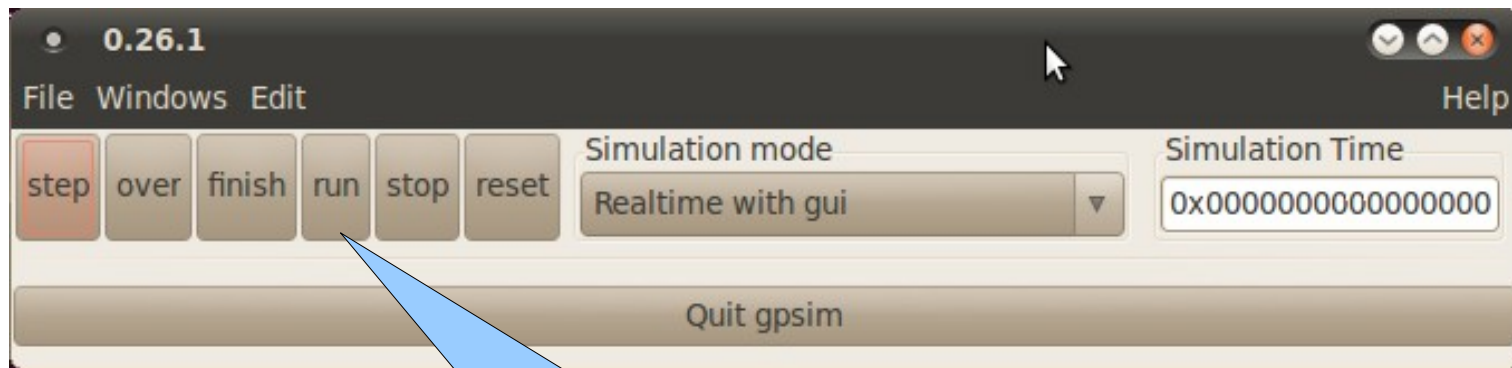 0.26.1
File Windows Edit Help
step over finish run stop reset
Simulation mode
Realtime with gui
Simulation Time
0x0000000000000000
Quit gpsim